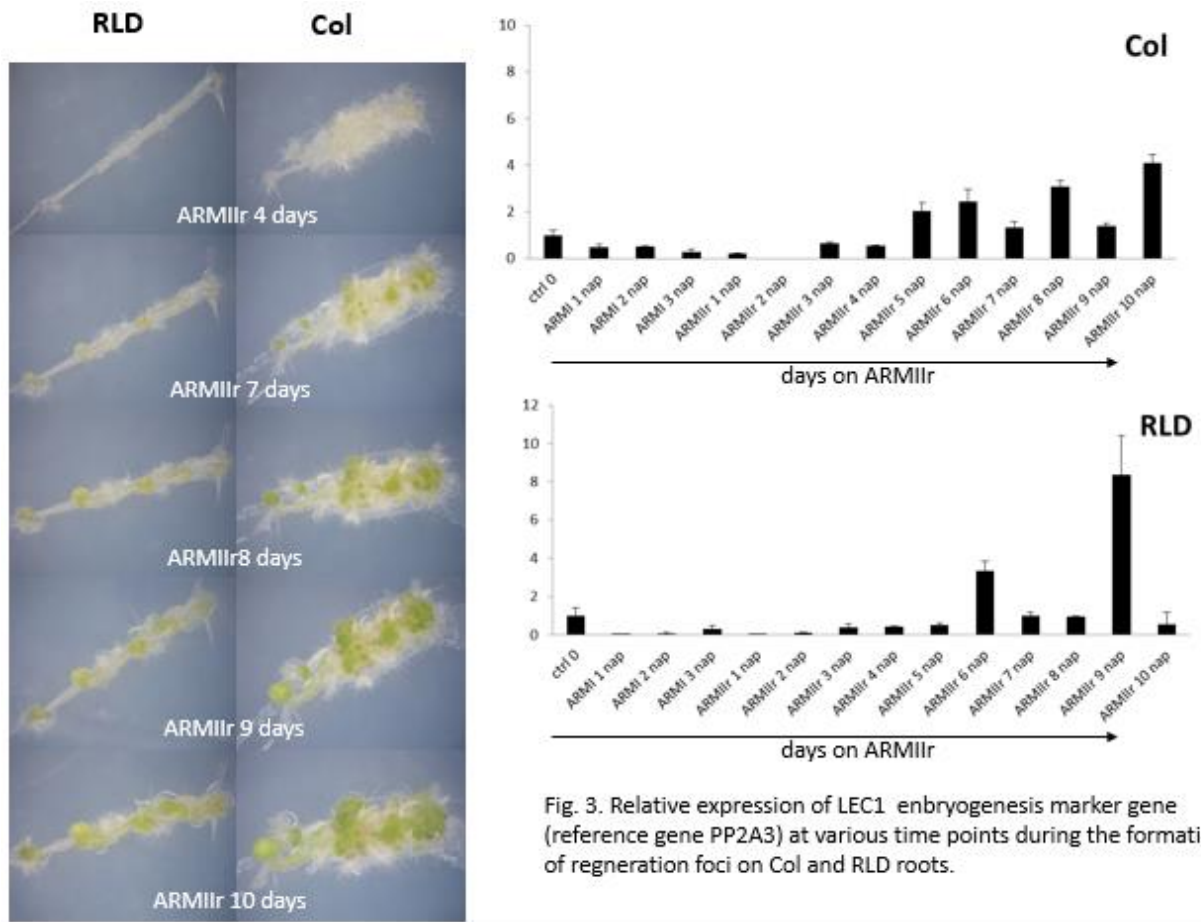 RLD
Col
ARMIIr 4 days
ARMIIr 7 days
ARMIIr8 days
ARMIIr 9 days
ARMIIr 10 days
Col
10
8
6
4
2
0
ctrl 0
ARMI 1 nap
ARMI 2 nap
ARMI 3 nap
ARMIIr 1 nap
ARMIIr 2 nap
ARMIIr 3 nap
ARMIIr 4 nap
ARMIIr 5 nap
ARMIIr 6 nap
ARMIIr 7 nap
ARMIIr 8 nap
ARMIIr 9 nap
ARMIIr 10 nap
days on ARMIIr
RLD
12
10
8
6
4
2
0
ctrl 0
ARMI 1 nap
ARMI 2 nap
ARMI 3 nap
ARMIIr 1 nap
ARMIIr 2 nap
ARMIIr 3 nap
ARMIIr 4 nap
ARMIIr 5 nap
ARMIIr 6 nap
ARMIIr 7 nap
ARMIIr 8 nap
ARMIIr 9 nap
ARMIIr 10 nap
days on ARMIIr
Fig. 3. Relative expression of LEC1 enbryogenesis marker gene
(reference gene PP2A3) at various time points during the formati
of regneration foci on Col and RLD roots.